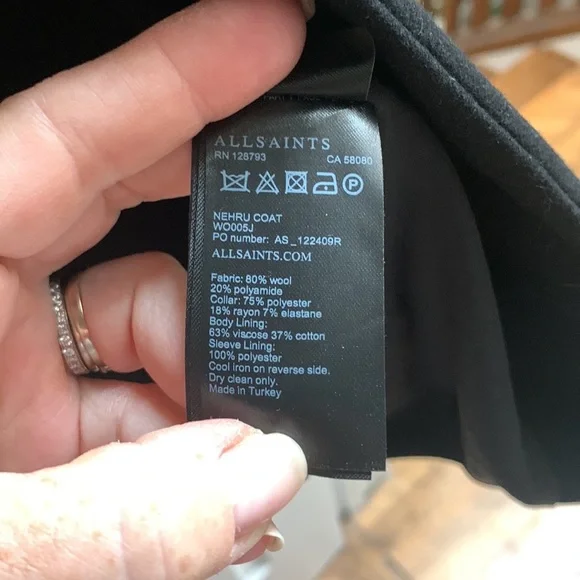 ALLSAINTS
RN 128793 CA 58080
P
NEHRU COAT
WO005J
PO number: AS_122409R
ALLSAINTS.COM
Fabric: 80% wool
20% polyamide
Collar: 75% polyester
18% rayon 7% elastane
Body Lining:
63% viscose 37% cotton
Sleeve Lining:
100% polyester
Cool iron on reverse side.
Dry clean only.
Made in Turkey